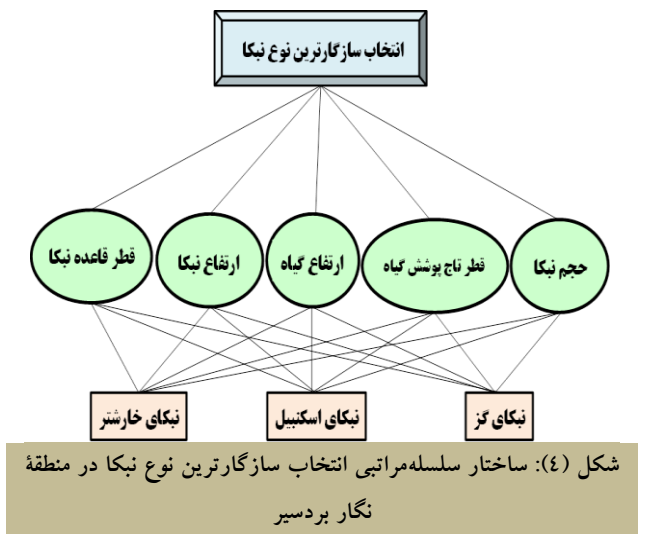 انتخاب سازگارترین نوع نبکا
حجم نبکا
قطر تاج پوشش گیاه
ارتفاع گیاه
ارتفاع نبکا
قطر قاعده نبکا
نبکای گز
نبکای اسکنبیل
نبکای خارشتر
شکل (٤): ساختار سلسله‌مراتبی انتخاب سازگارترین نوع نبکا در منطقۀ
نگار بردسیر